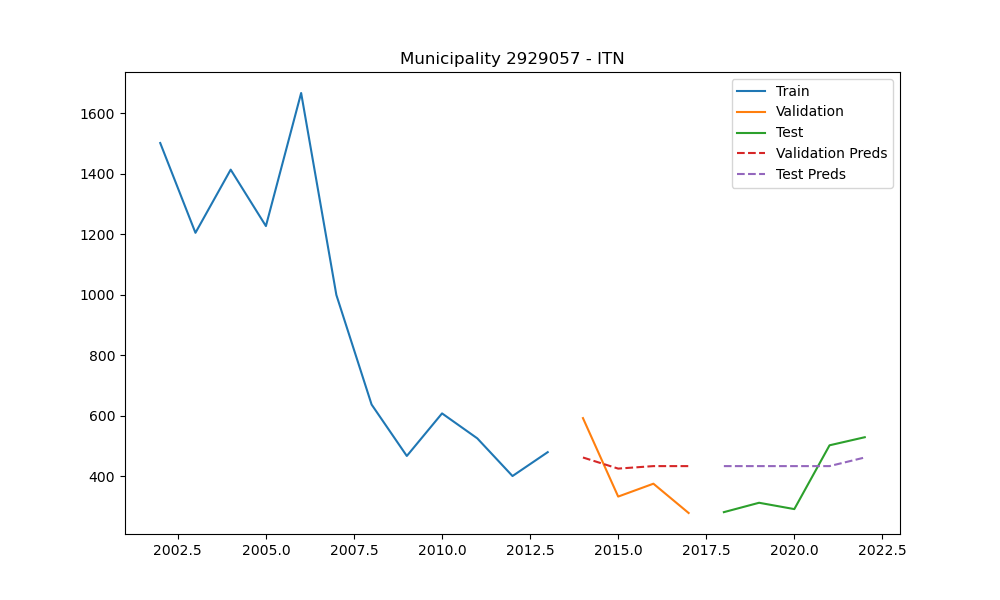 Municipality 2929057 - ITN
Train
Validation
Test
Validation Preds
Test Preds
1600
1400
1200
1000
800
600
400
2002.5 2005.0 2007.5 2010.0 2012.5 2015.0 2017.5 2020.0 2022.5